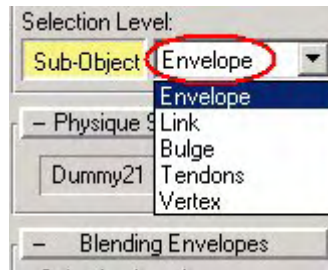 Selection Level:
Sub-Object Envelope
Envelope
– Physique
Link
Bulge
Dummy21 Tendons
Vertex
– Blending Envelopes